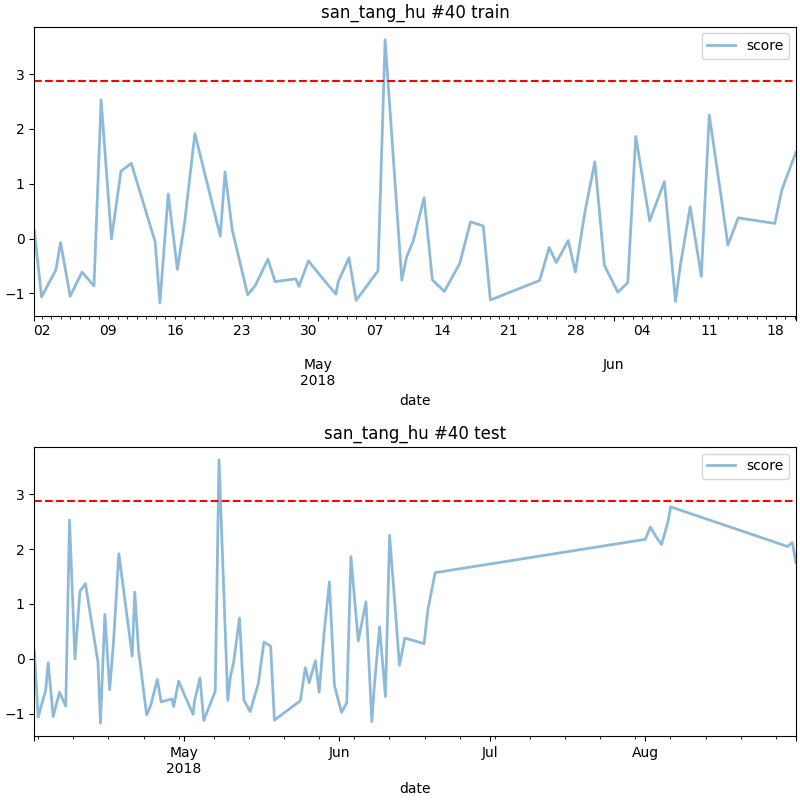 san_tang_hu #40 train
score
3
2
1
0
−1
02 09 16 23 30 07 14 21 28 04 11 18
May Jun
2018
date
san_tang_hu #40 test
score
3
2
1
0
−1
May Jun Jul Aug
2018
date